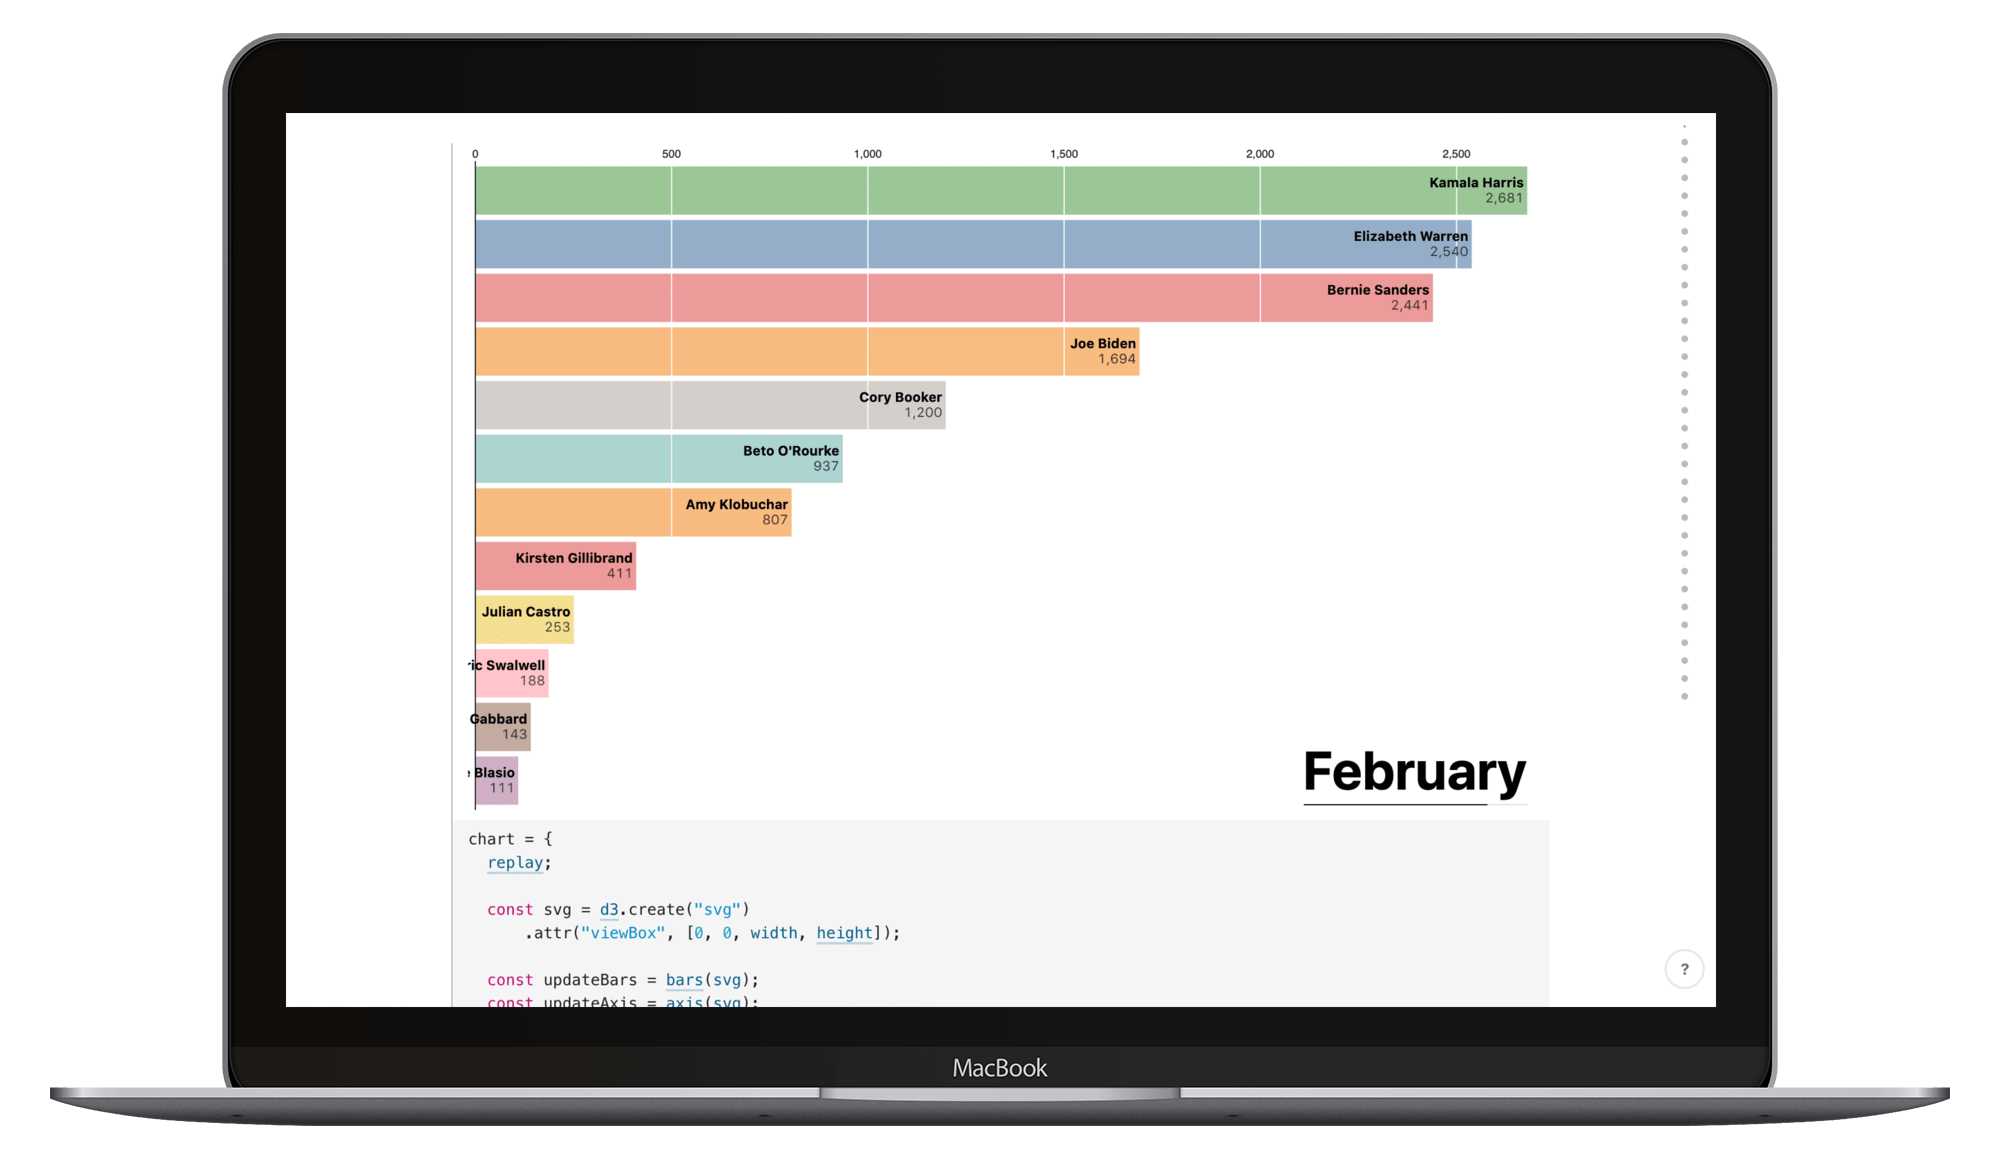 0 500 1,000 1,500 2,000 2,500
Kamala Harris
2,681
Elizabeth Warren
2,540
Bernie Sanders
2,441
Joe Biden
1,694
Cory Booker
1,200
Beto O'Rourke
937
Amy Klobuchar
807
Kirsten Gillibrand
411
Julian Castro
253
ric Swalwell
188
Gabbard
143
Blasio
111
February
chart = {
replay;
const svg = d3.create("svg")
.attr("viewBox", [0, 0, width, height]);
const updateBars = bars(svg);
const updateAxis = axis(svg);
?
MacBook